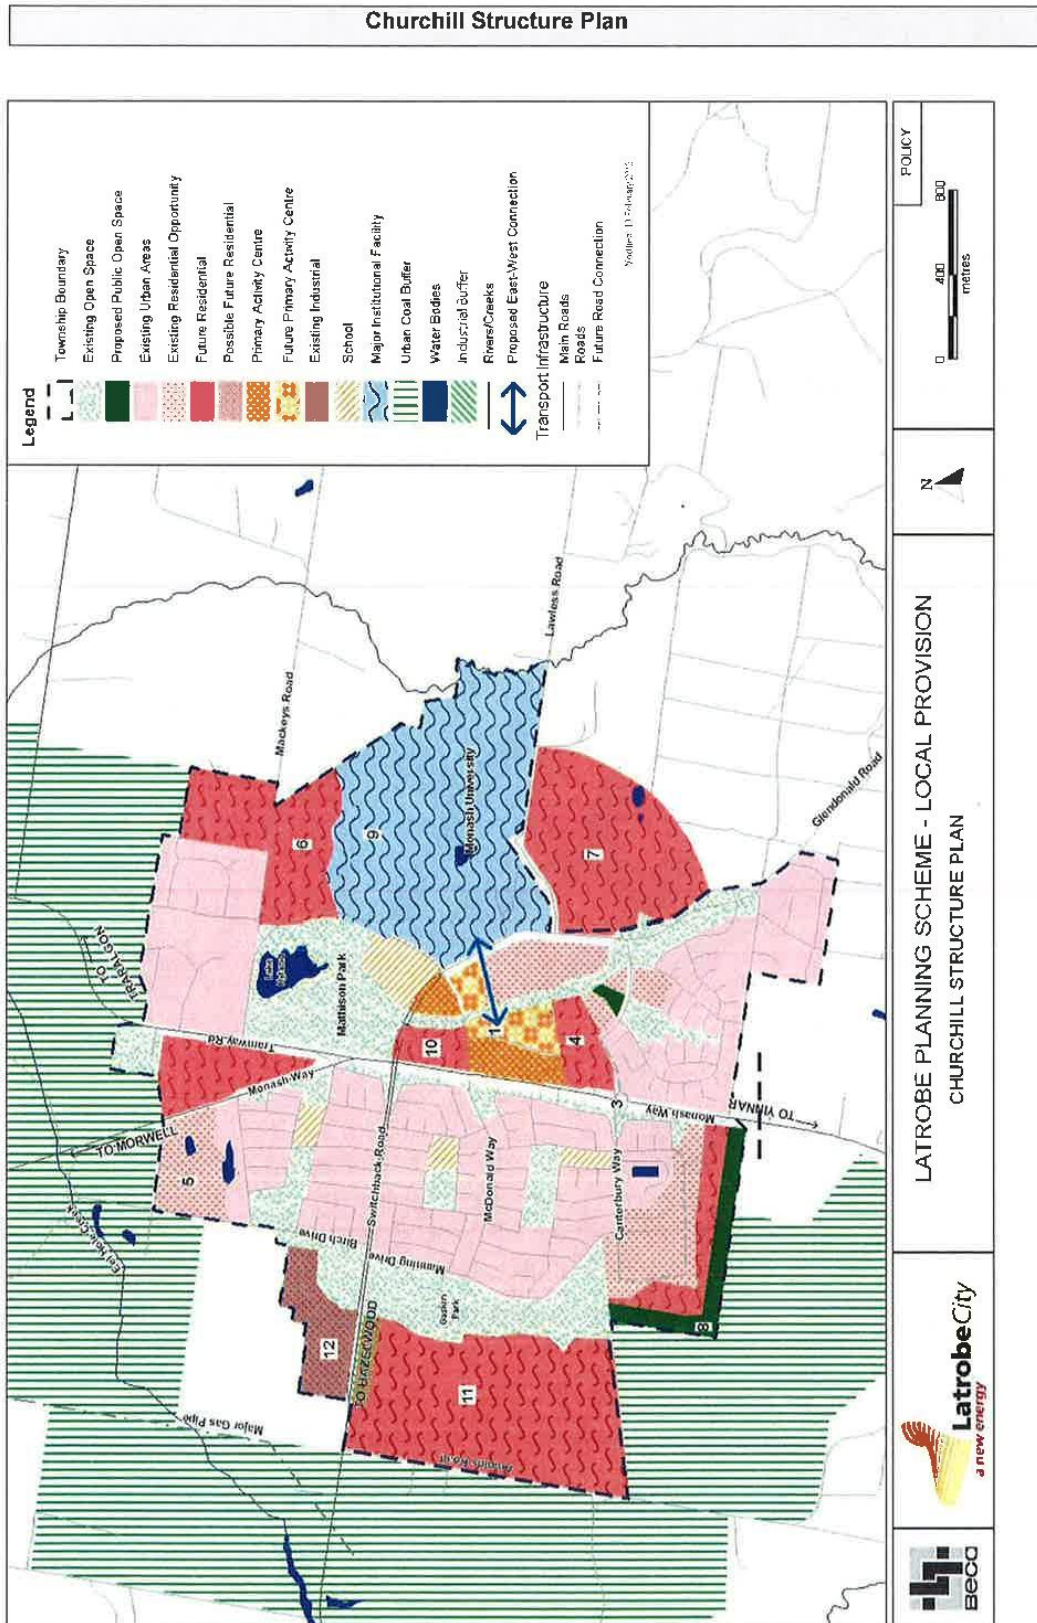 Churchill Structure Plan
Legend
Township Boundary
Existing Open Space
Proposed Public Open Space
Existing Urban Areas
Existing Residential Opportunity
Future Residential
Possible Future Residential
Primary Activity Centre
Future Primary Activity Centre
Existing Industrial
School
Major Institutional Facility
Urban Coal Buffer
Water Bodies
Industrial Buffer
Rivers/Creeks
Proposed East-West Connection
Transport Infrastructure
Main Roads
Roads
Future Road Connection
TO
TRARALGON
TO MORWELL
Tramway Rd
Monash Way
Mackeys Road
Mathison Park
Monash University
Lawless Road
Glendonald Road
Switchback Road
Birch Drive
Manning Drive
McDonald Way
Canterbury Way
Monash Way
TO YINNAR
Gaskin
Park
TO HAZELWOOD
Major Gas Pipe
Eel Hole Creek
1
3
4
5
6
7
8
9
10
11
12
BECA
LatrobeCity
a new energy
LATROBE PLANNING SCHEME - LOCAL PROVISION
CHURCHILL STRUCTURE PLAN
N
POLICY
0 400 800
metres